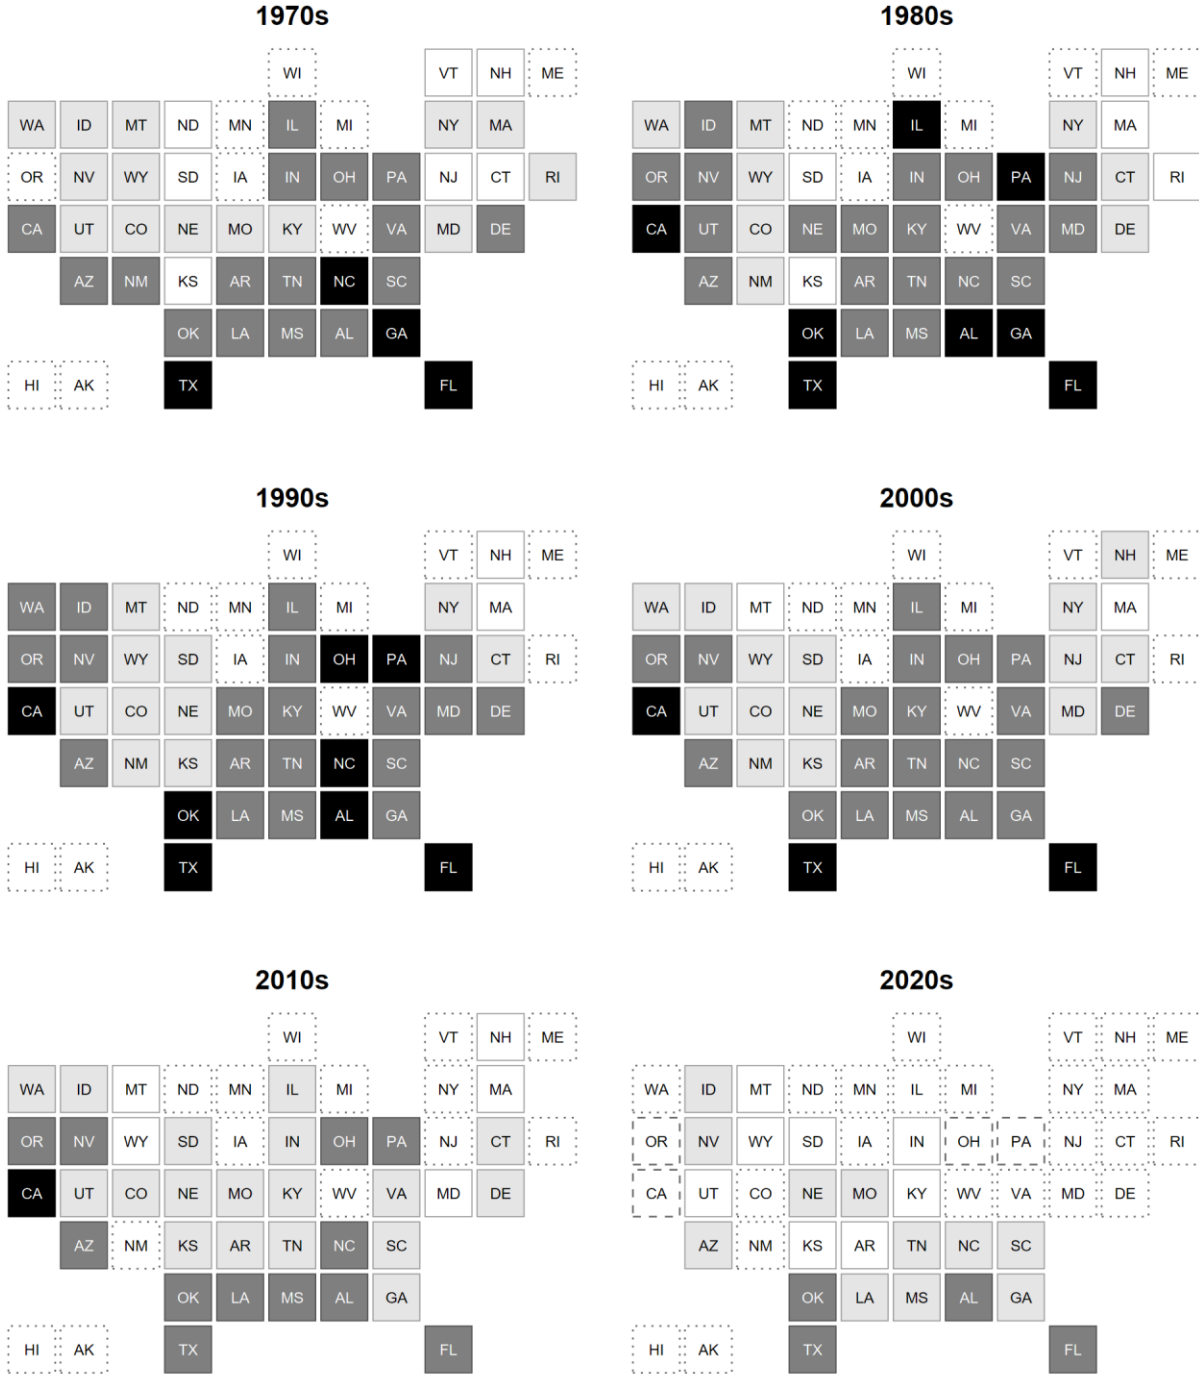 1970s 1980s
WI VT NH ME WI VT NH ME
WA ID MT ND MN IL MI NY MA WA ID MT ND MN IL MI NY MA
OR NV WY SD IA IN OH PA NJ CT RI OR NV WY SD IA IN OH PA NJ CT RI
CA UT CO NE MO KY WV VA MD DE CA UT CO NE MO KY WV VA MD DE
AZ NM KS AR TN NC SC AZ NM KS AR TN NC SC
OK LA MS AL GA OK LA MS AL GA
HI AK TX FL HI AK TX FL
1990s 2000s
WI VT NH ME WI VT NH ME
WA ID MT ND MN IL MI NY MA WA ID MT ND MN IL MI NY MA
OR NV WY SD IA IN OH PA NJ CT RI OR NV WY SD IA IN OH PA NJ CT RI
CA UT CO NE MO KY WV VA MD DE CA UT CO NE MO KY WV VA MD DE
AZ NM KS AR TN NC SC AZ NM KS AR TN NC SC
OK LA MS AL GA OK LA MS AL GA
HI AK TX FL HI AK TX FL
2010s 2020s
WI VT NH ME WI VT NH ME
WA ID MT ND MN IL MI NY MA WA ID MT ND MN IL MI NY MA
OR NV WY SD IA IN OH PA NJ CT RI OR NV WY SD IA IN OH PA NJ CT RI
CA UT CO NE MO KY WV VA MD DE CA UT CO NE MO KY WV VA MD DE
AZ NM KS AR TN NC SC AZ NM KS AR TN NC SC
OK LA MS AL GA OK LA MS AL GA
HI AK TX FL HI AK TX FL